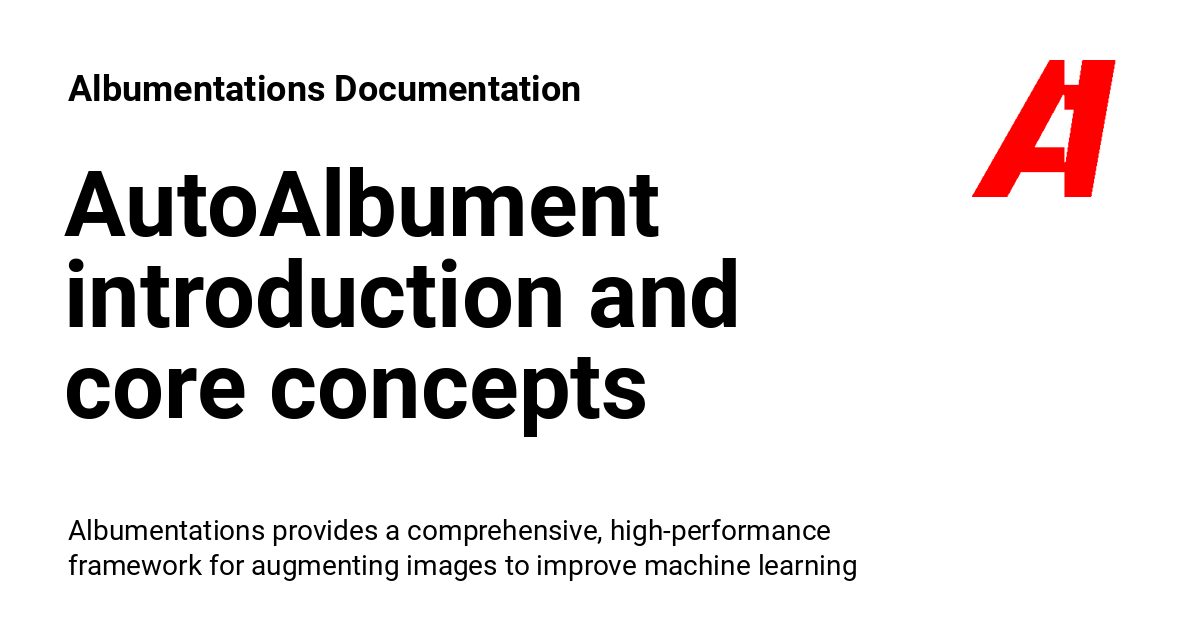 Albumentations Documentation
AutoAlbument
introduction and
core concepts
Albumentations provides a comprehensive, high-performance
framework for augmenting images to improve machine learning